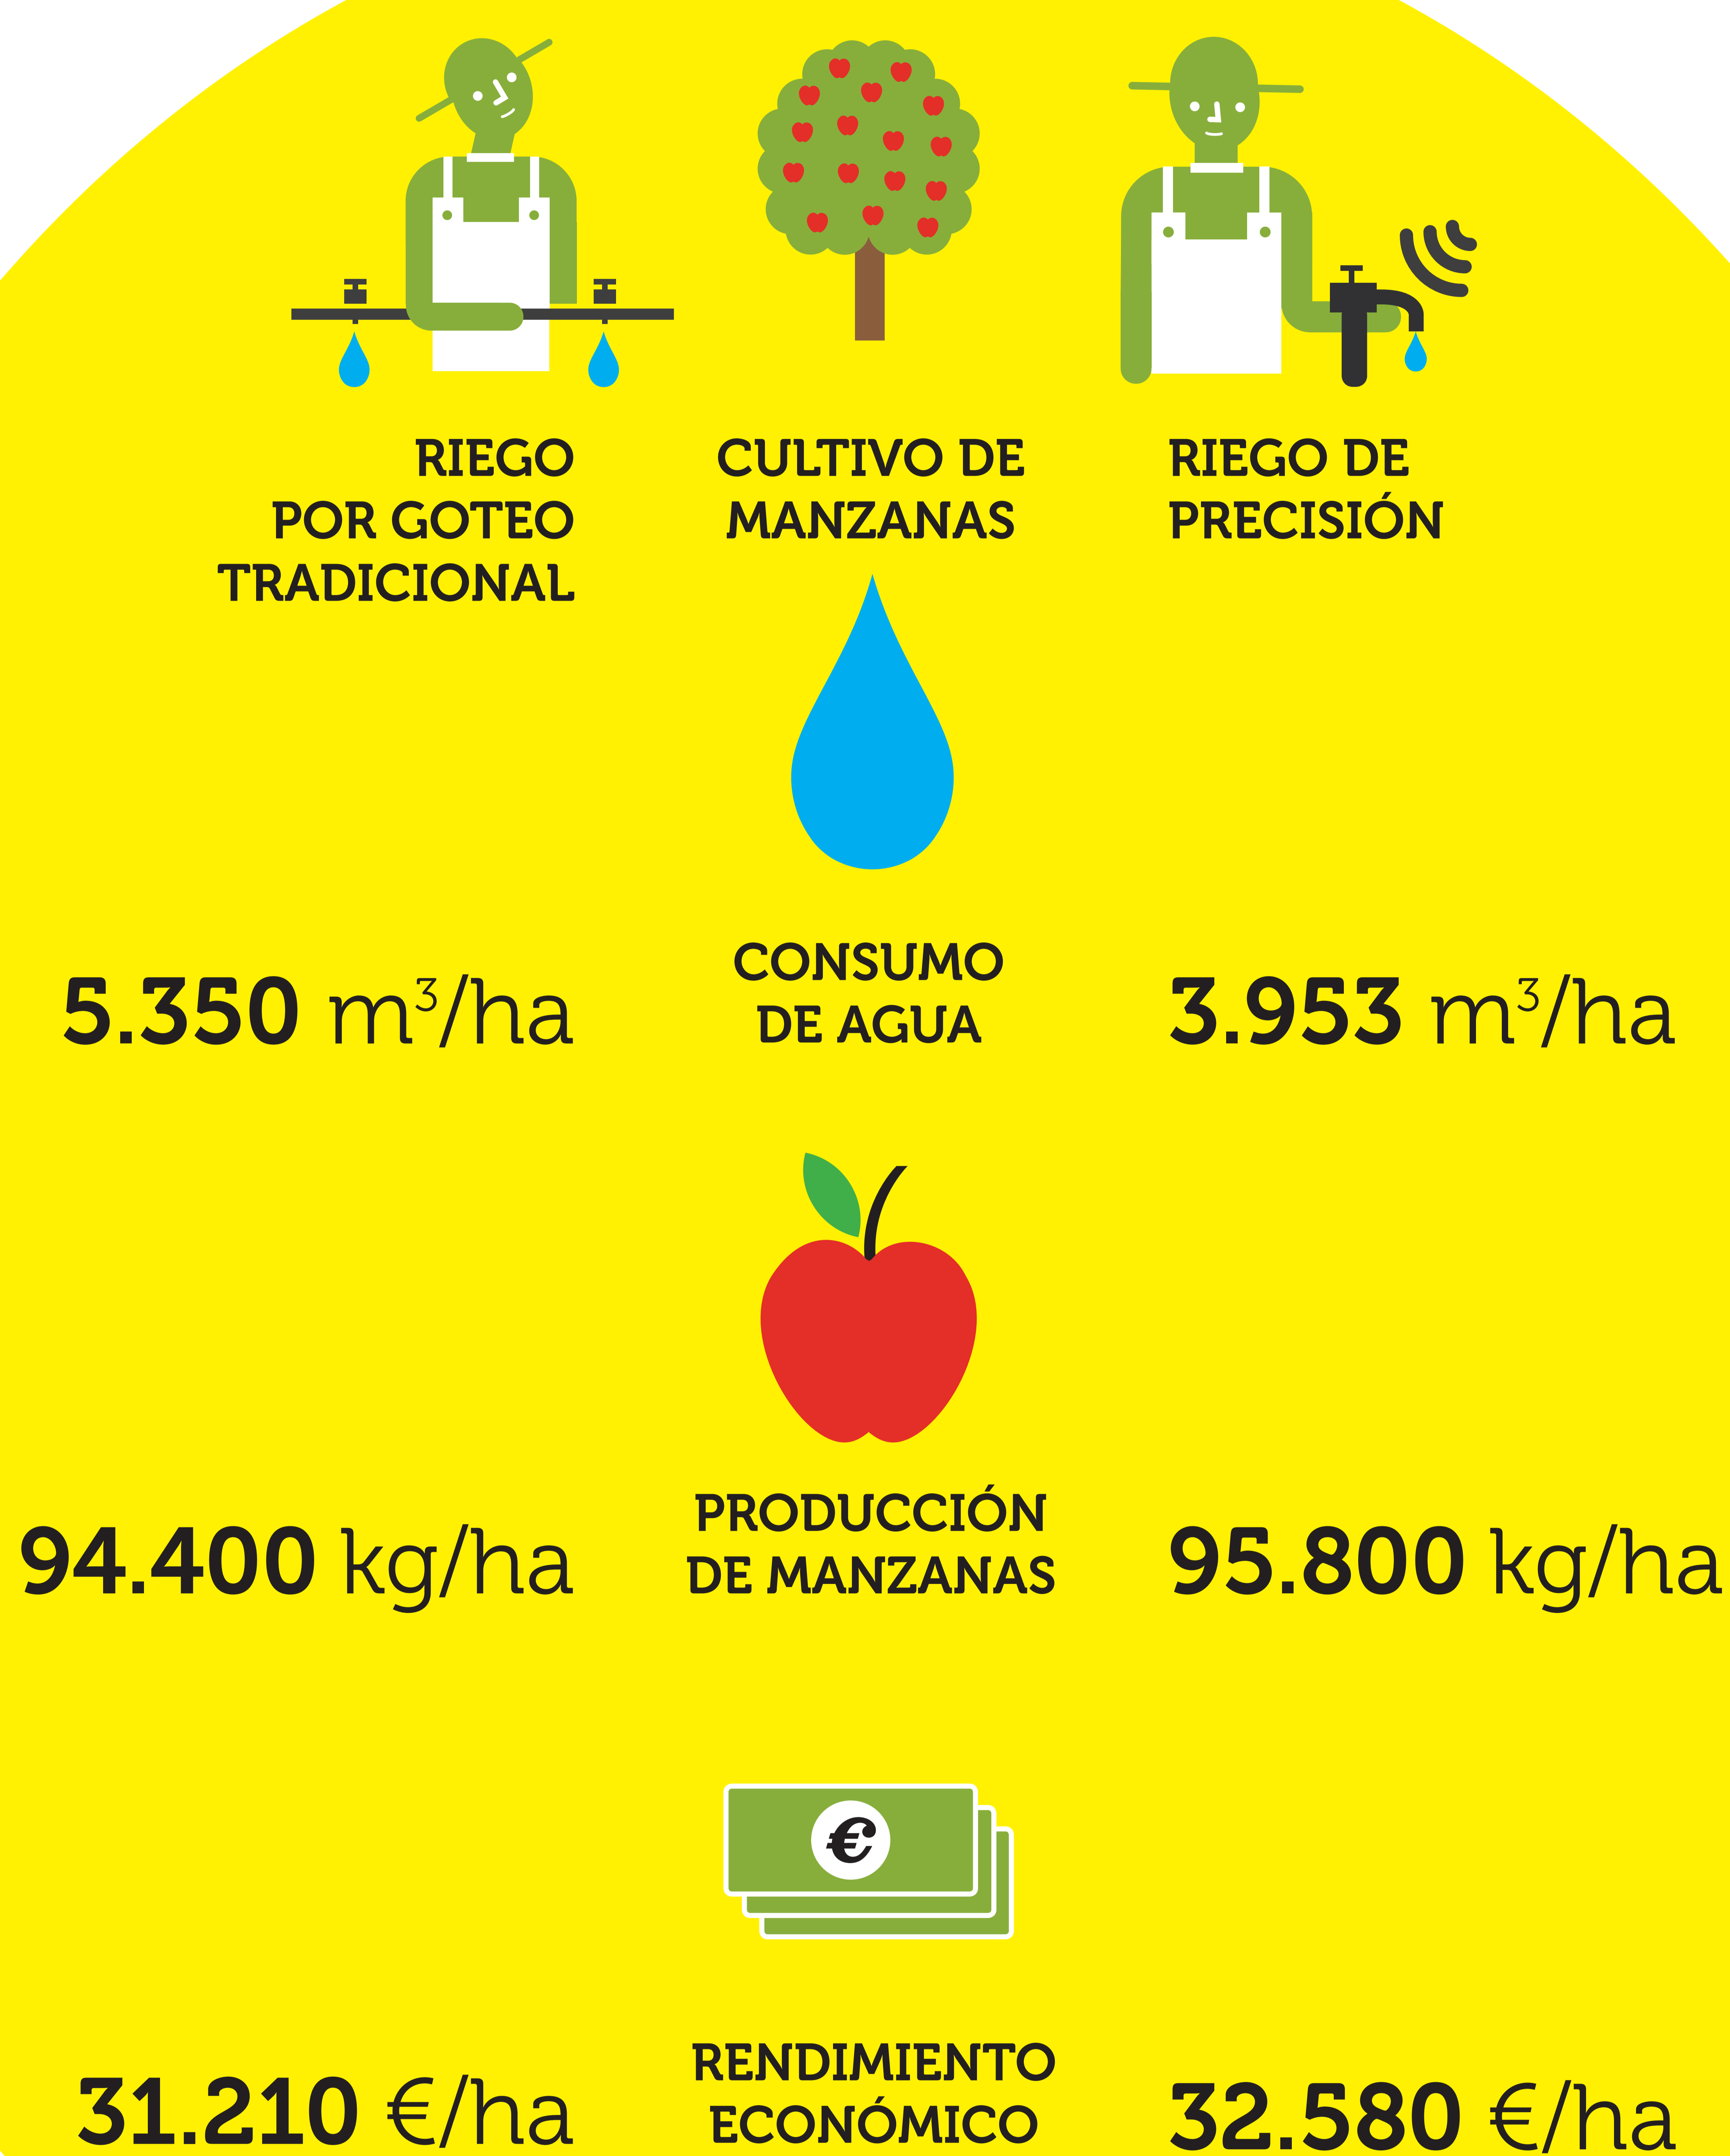 RIEGO
POR GOTEO
TRADICIONAL
CULTIVO DE
MANZANAS
RIEGO DE
PRECISIÓN
5.350 m³/ha
CONSUMO
DE AGUA
3.953 m³/ha
94.400 kg/ha
PRODUCCIÓN
DE MANZANAS
95.800 kg/ha
€
31.210 €/ha
RENDIMIENTO
ECONÓMICO
32.580 €/ha